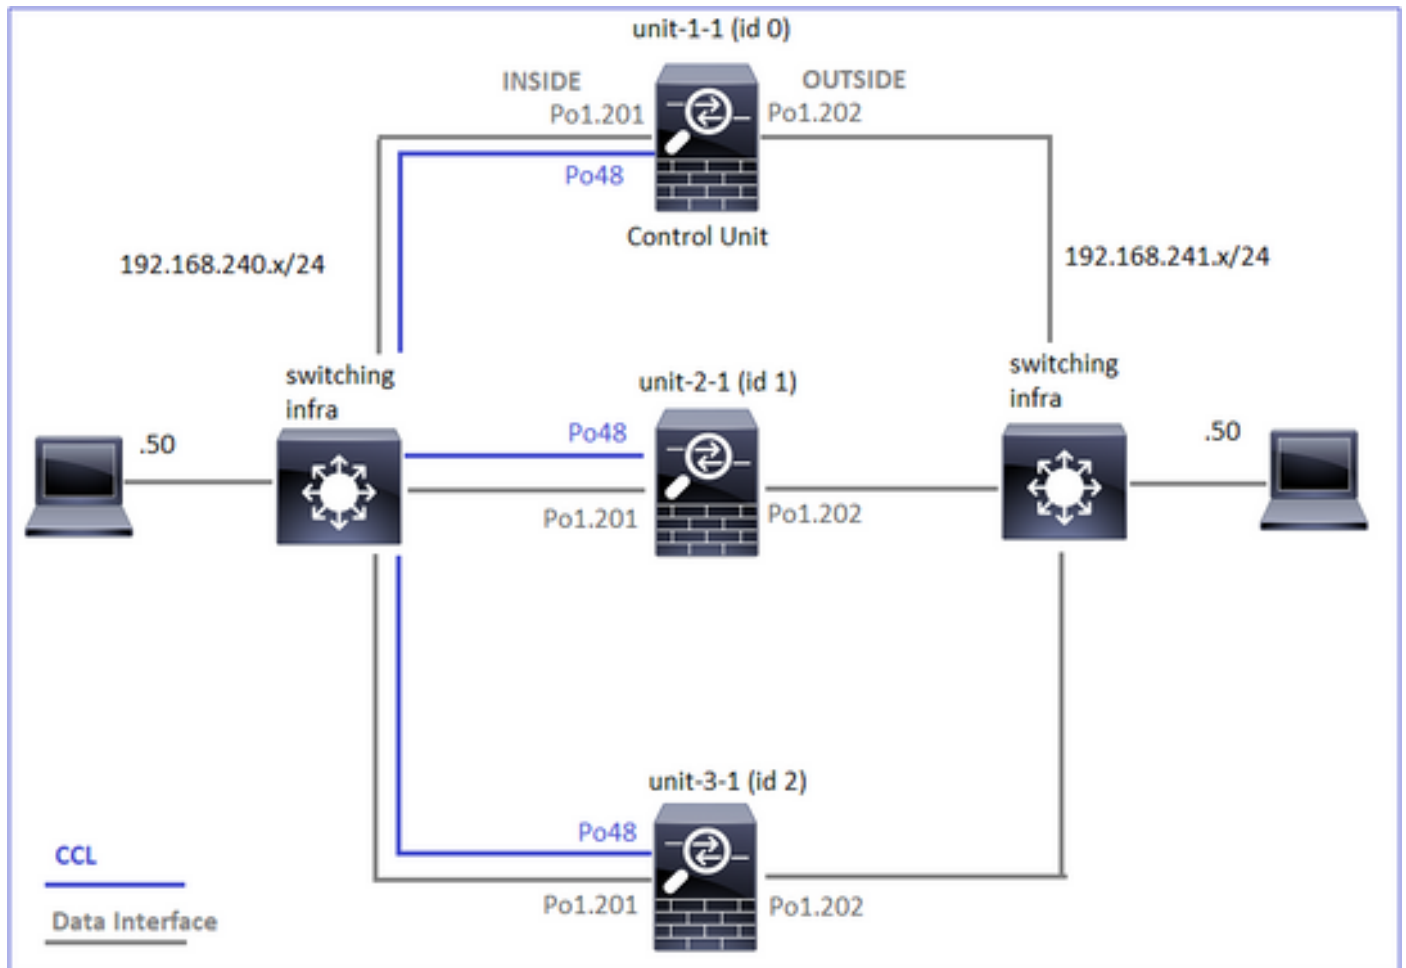 unit-1-1 (id 0)
INSIDE
OUTSIDE
Po1.201
Po1.202
Po48
Control Unit
192.168.240.x/24
192.168.241.x/24
switching
infra
switching
infra
unit-2-1 (id 1)
.50
Po48
.50
Po1.201
Po1.202
unit-3-1 (id 2)
Po48
CCL
Po1.201
Po1.202
Data Interface